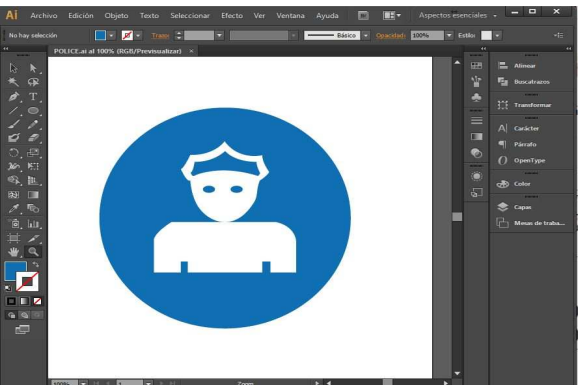 Ai Archivo Edición Objeto Texto Seleccionar Efecto Ver Ventana Ayuda Aspectos esenciales
No hay selección Trazo: Básico Opacidad: 100% Estilo:
POLICE.ai al 100% (RGB/Previsualizar) ×
Alinear
Buscatrazos
Transformar
Carácter
Párrafo
OpenType
Color
Capas
Mesas de traba...
100% 1 Zoom